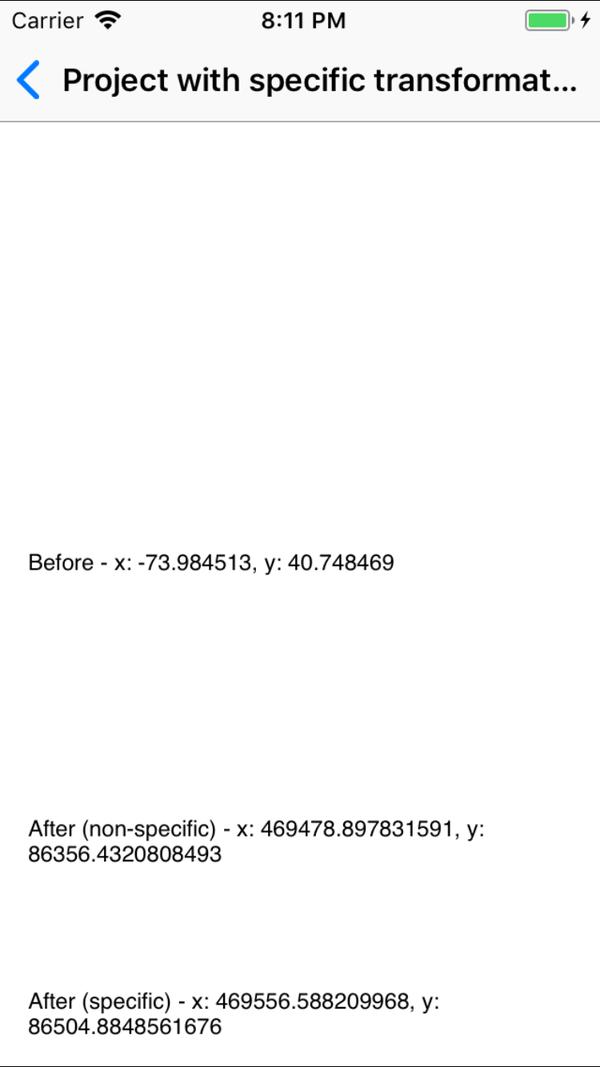 Carrier 8:11 PM
Project with specific transformat...
Before - x: -73.984513, y: 40.748469
After (non-specific) - x: 469478.897831591, y:
86356.4320808493
After (specific) - x: 469556.588209968, y:
86504.8848561676